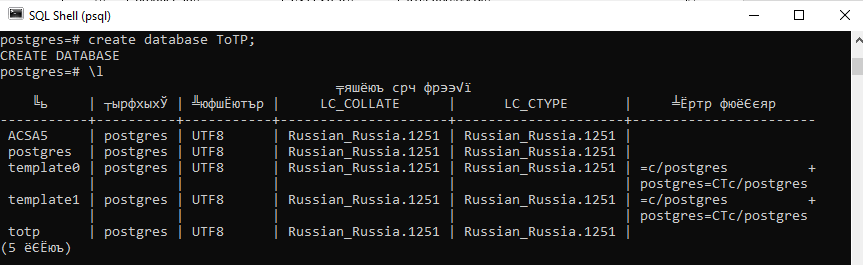 SQL Shell (psql)
postgres=# create database ToTP;
CREATE DATABASE
postgres=# \l
╤яшёюъ срч фрээ√ї
╚ь | ┬ырфхыхЎ | ╩юфшЁютър | LC_COLLATE | LC_CTYPE | ╧Ёртр фюёЄєяр
-----------+----------+-----------+---------------------+---------------------+-----------------------
ACSA5 | postgres | UTF8 | Russian_Russia.1251 | Russian_Russia.1251 |
postgres | postgres | UTF8 | Russian_Russia.1251 | Russian_Russia.1251 |
template0 | postgres | UTF8 | Russian_Russia.1251 | Russian_Russia.1251 | =c/postgres +
| | | | | postgres=CTc/postgres
template1 | postgres | UTF8 | Russian_Russia.1251 | Russian_Russia.1251 | =c/postgres +
| | | | | postgres=CTc/postgres
totp | postgres | UTF8 | Russian_Russia.1251 | Russian_Russia.1251 |
(5 ёЄЁюъ)